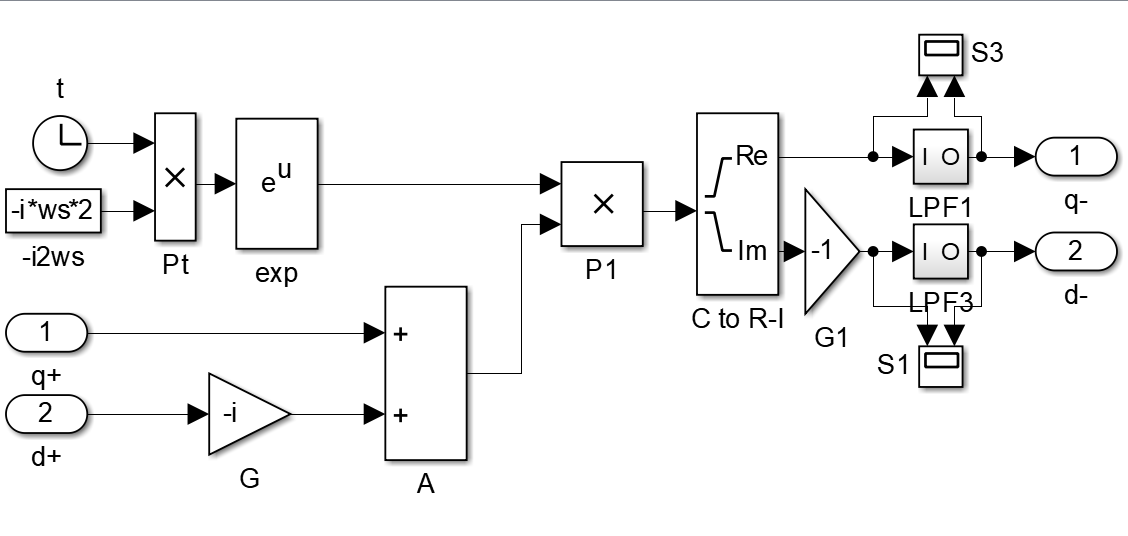 S3
t
Re
I O
1
×
e^u
-i*ws*2
×
LPF1
q-
-i2ws
Pt
exp
P1
Im
-1
I O
2
LPF3
d-
1
+
C to R-I
G1
q+
S1
2
-i
+
d+
G
A